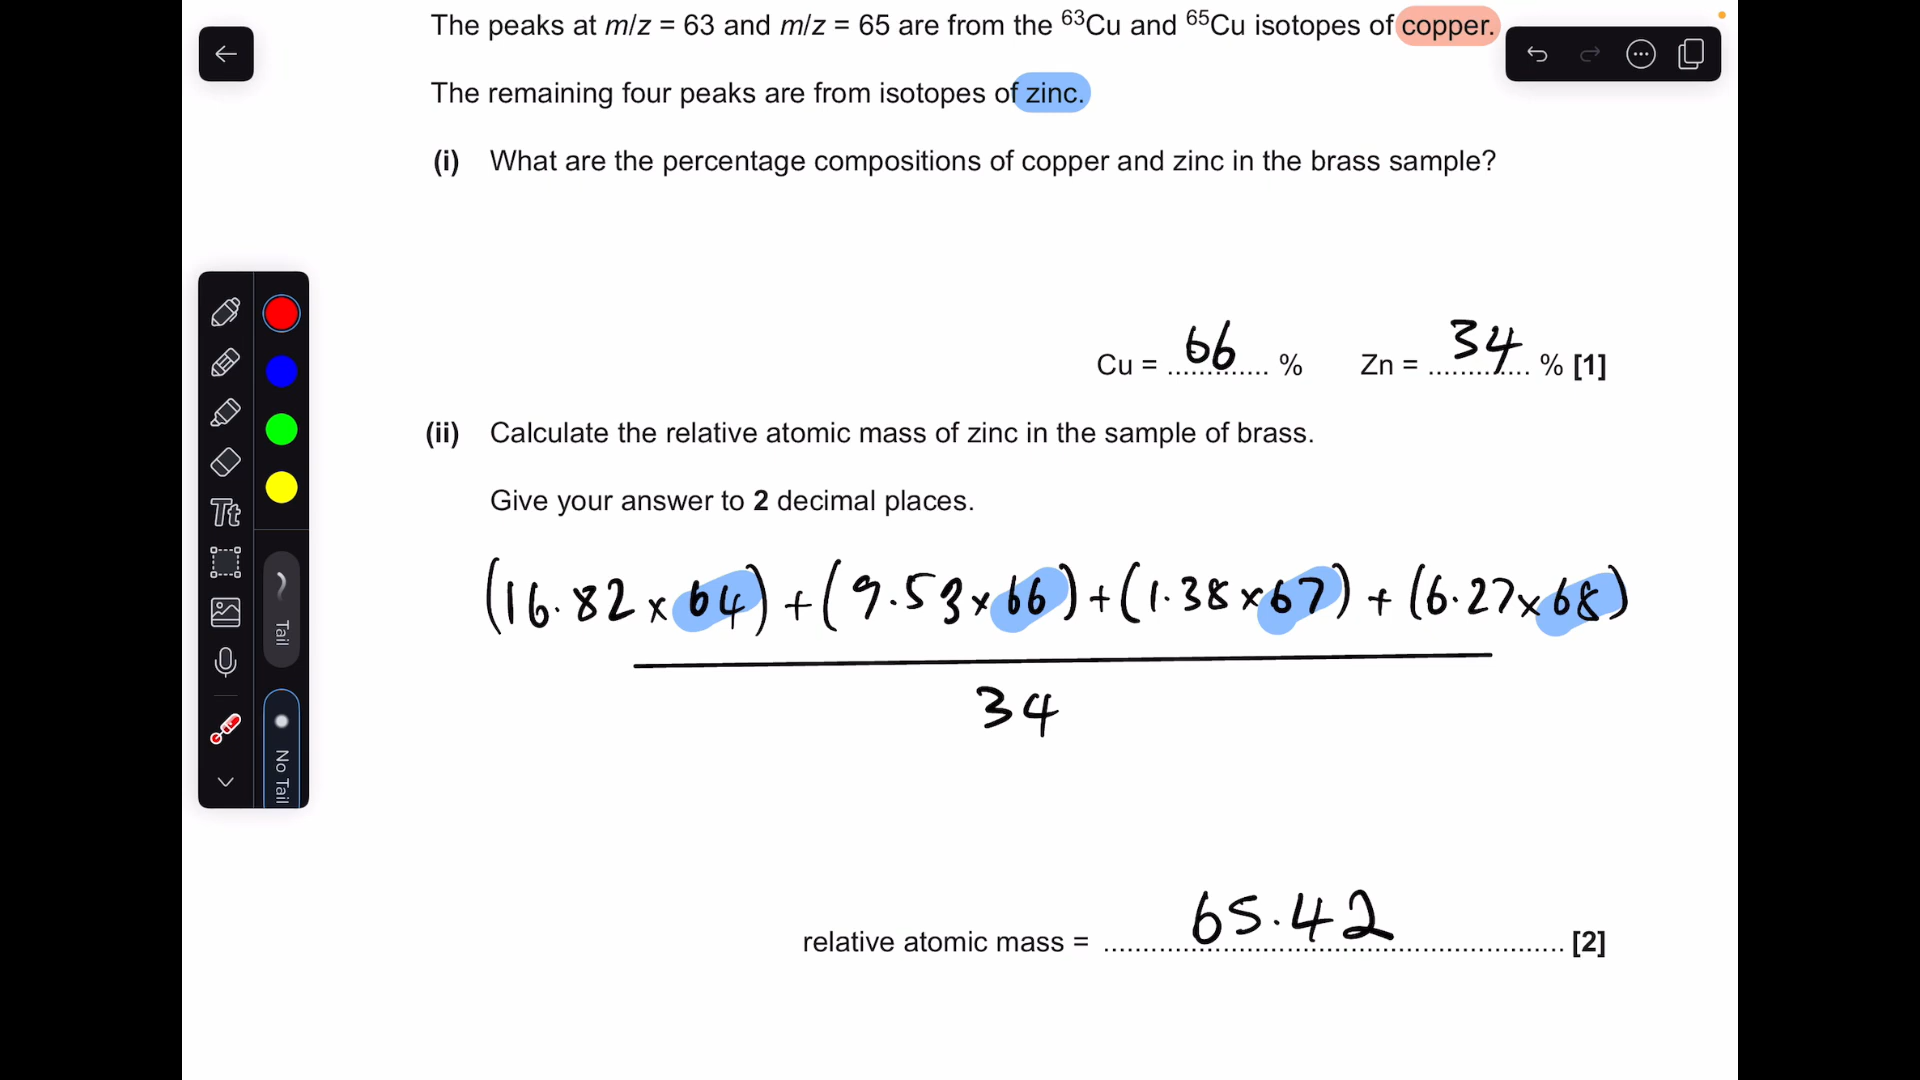 The peaks at m/z = 63 and m/z = 65 are from the ⁶³Cu and ⁶⁵Cu isotopes of copper.
The remaining four peaks are from isotopes of zinc.
(i) What are the percentage compositions of copper and zinc in the brass sample?
Cu = 66 % Zn = 34 % [1]
(ii) Calculate the relative atomic mass of zinc in the sample of brass.
Give your answer to 2 decimal places.
(16.82 × 64) + (9.53 × 66) + (1.38 × 67) + (6.27 × 68)
34
relative atomic mass = 65.42 [2]
Tt
Tail
No Tail